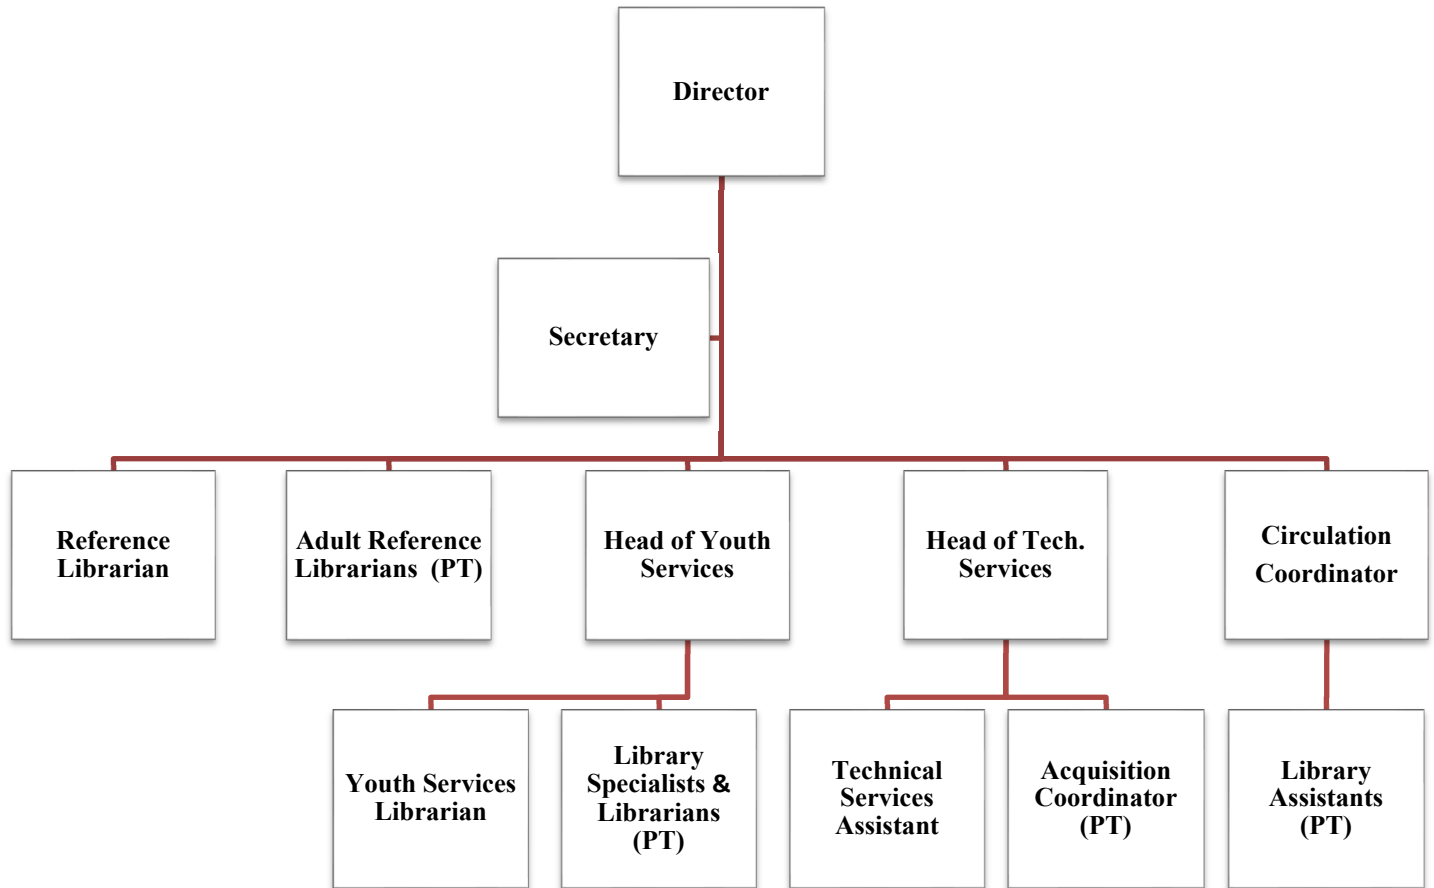 Director
Secretary
Reference
Librarian
Adult Reference
Librarians (PT)
Head of Youth
Services
Head of Tech.
Services
Circulation
Coordinator
Youth Services
Librarian
Library
Specialists &
Librarians
(PT)
Technical
Services
Assistant
Acquisition
Coordinator
(PT)
Library
Assistants
(PT)